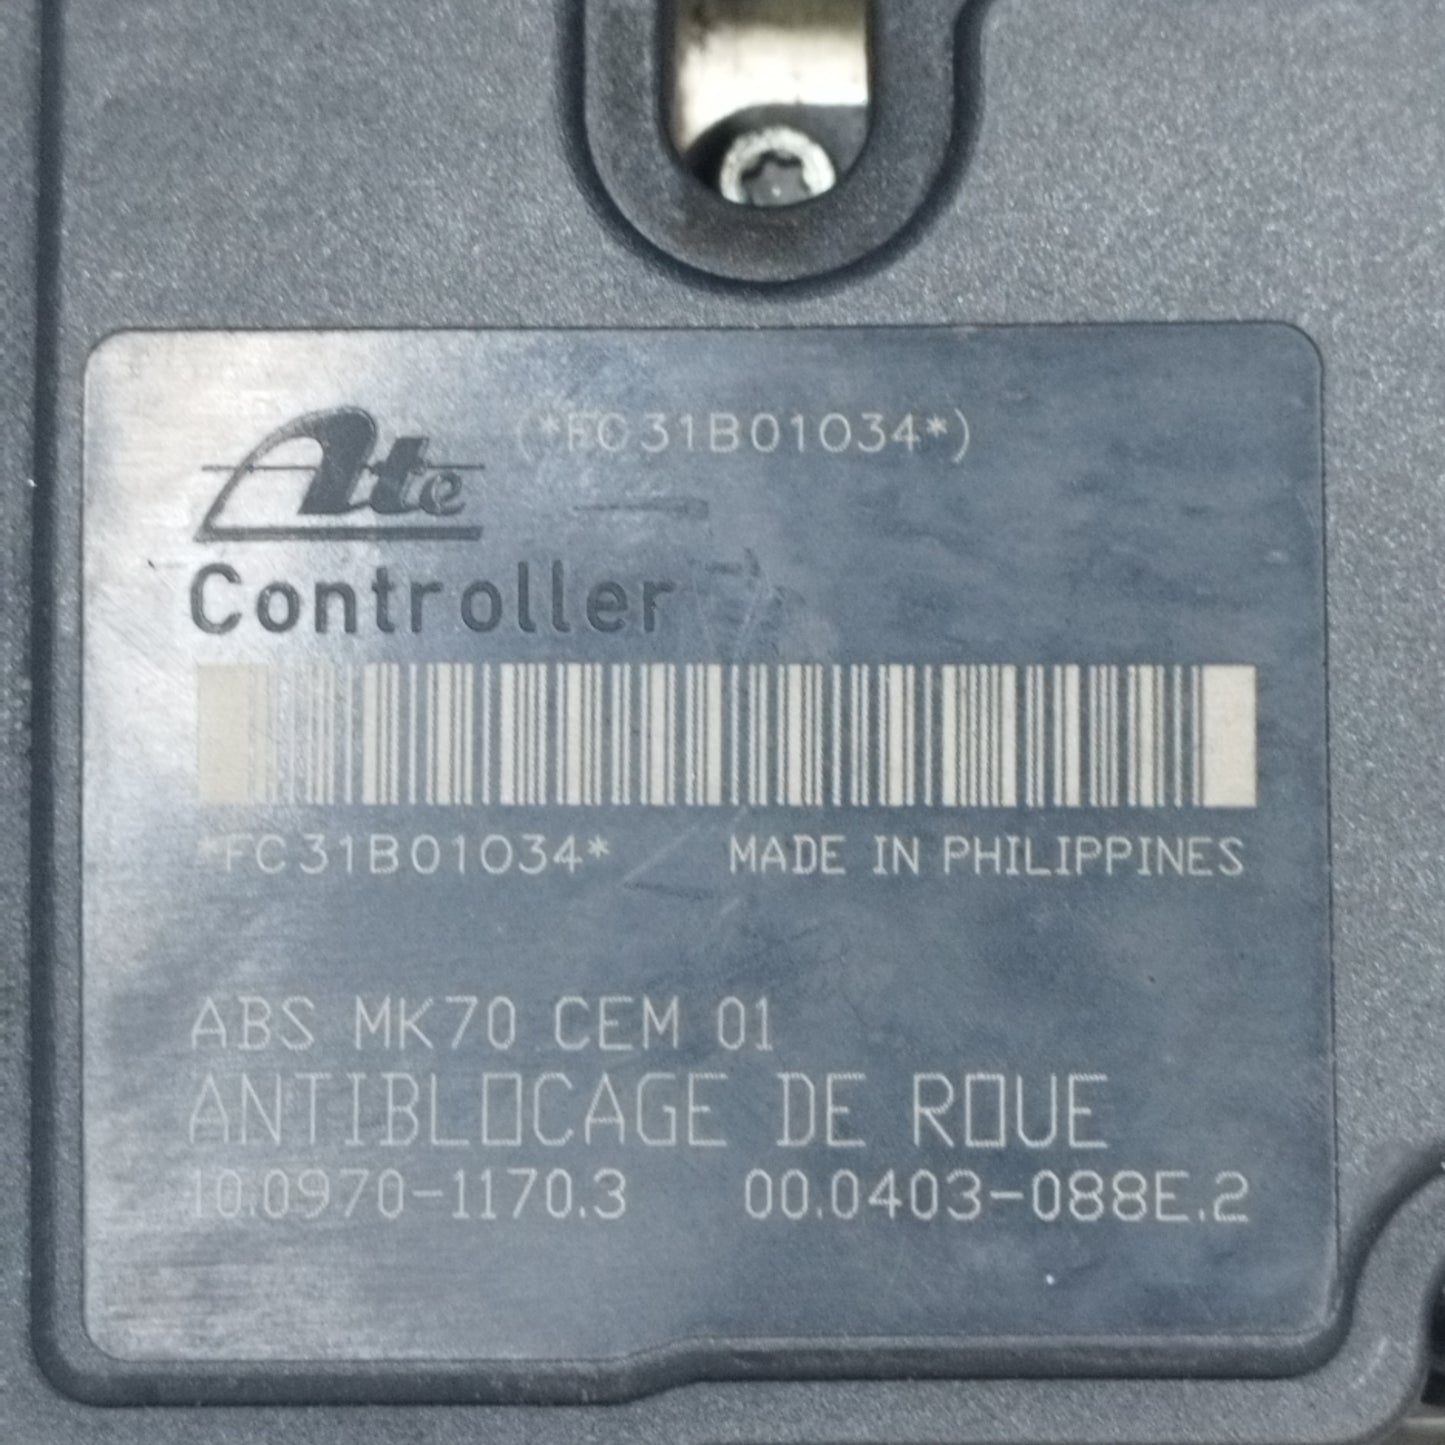 Ate
(*FC31B01034*)
Controller
*FC31B01034* MADE IN PHILIPPINES
ABS MK70 CEM 01
ANTIBLOCAGE DE ROUE
10.0970-1170.3 00.0403-088E.2